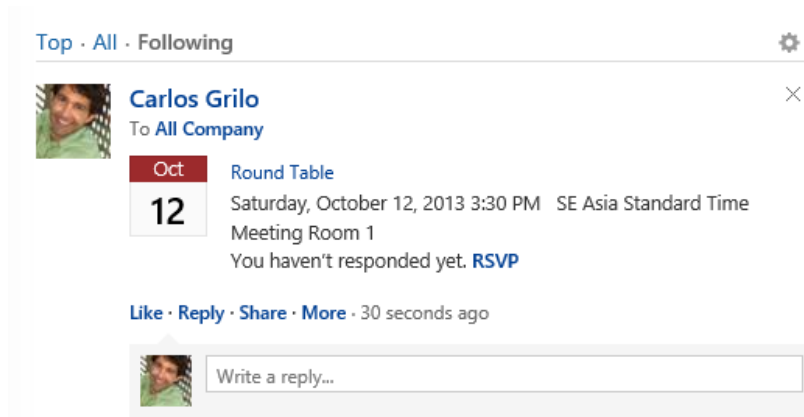 Top · All · Following
Carlos Grilo
To All Company
Oct
12
Round Table
Saturday, October 12, 2013 3:30 PM SE Asia Standard Time
Meeting Room 1
You haven't responded yet. RSVP
Like · Reply · Share · More · 30 seconds ago
Write a reply...